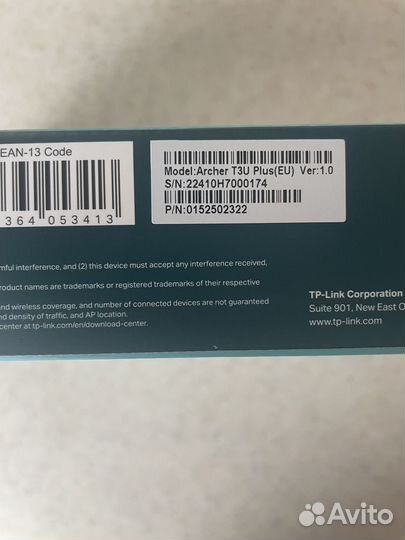 EAN-13 Code
364 053413
Model:Archer T3U Plus(EU) Ver:1.0
S/N:22410H7000174
P/N:0152502322
mful interference, and (2) this device must accept any interference received,
roduct names are trademarks or registered trademarks of their respective
and wireless coverage, and number of connected devices are not guaranteed
nd density of traffic, and AP location.
center at tp-link.com/en/download-center.
TP-Link Corporation
Suite 901, New East O
www.tp-link.com
Avito